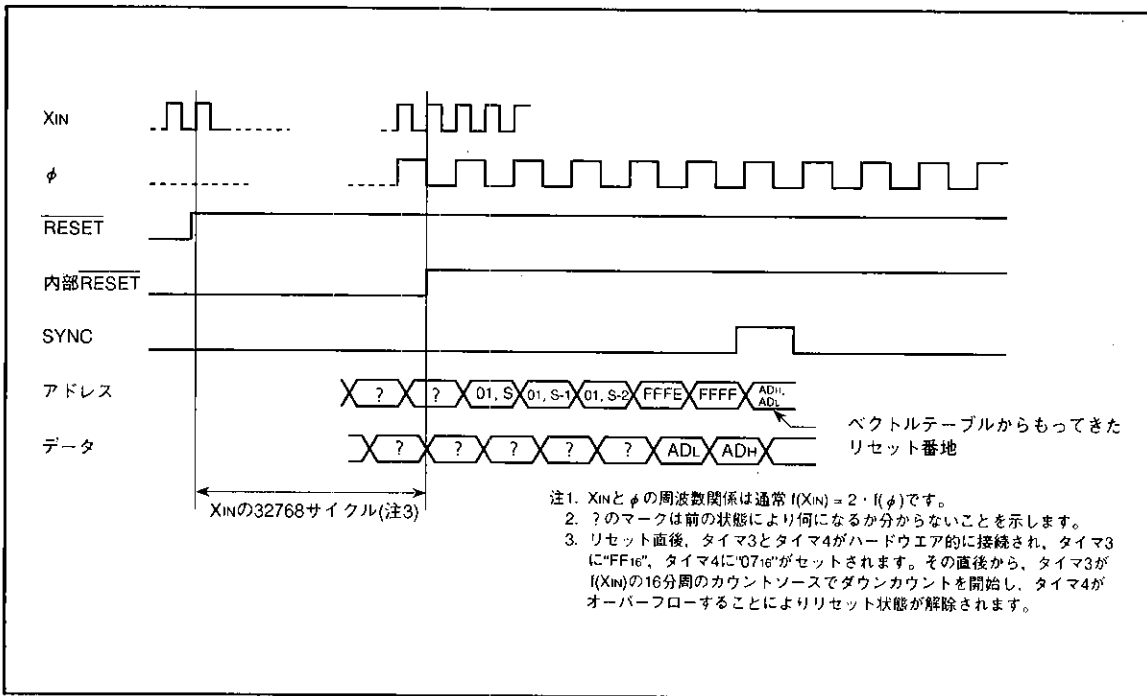 XIN
φ
RESET
内部RESET
SYNC
アドレス
? ? 01, S 01, S-1 01, S-2 FFFE FFFF ADH, ADL
データ
? ? ? ? ? ADL ADH
ベクトルテーブルからもってきた
リセット番地
XINの32768サイクル(注3)
注1. XINとφの周波数関係は通常 f(XIN) = 2・f(φ)です。
2. ?のマークは前の状態により何になるか分からないことを示します。
3. リセット直後，タイマ3とタイマ4がハードウエア的に接続され，タイマ3
に"FF16"，タイマ4に"0716"がセットされます。その直後から，タイマ3が
f(XIN)の16分周のカウントソースでダウンカウントを開始し，タイマ4が
オーバーフローすることによりリセット状態が解除されます。